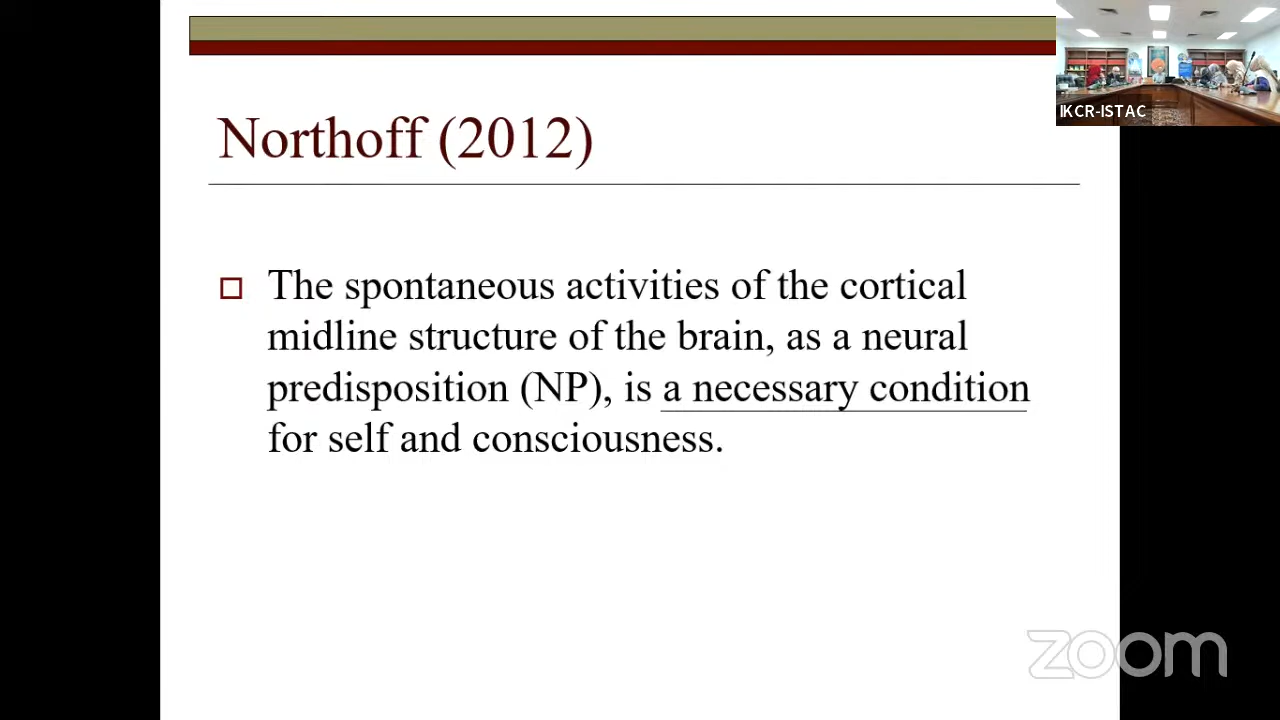 IKCR-ISTAC
Northoff (2012)
The spontaneous activities of the cortical
midline structure of the brain, as a neural
predisposition (NP), is a necessary condition
for self and consciousness.
zoom